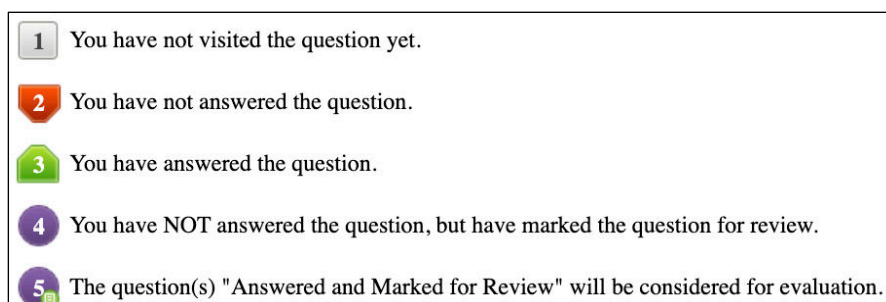 1 You have not visited the question yet.
2 You have not answered the question.
3 You have answered the question.
4 You have NOT answered the question, but have marked the question for review.
5 The question(s) "Answered and Marked for Review" will be considered for evaluation.